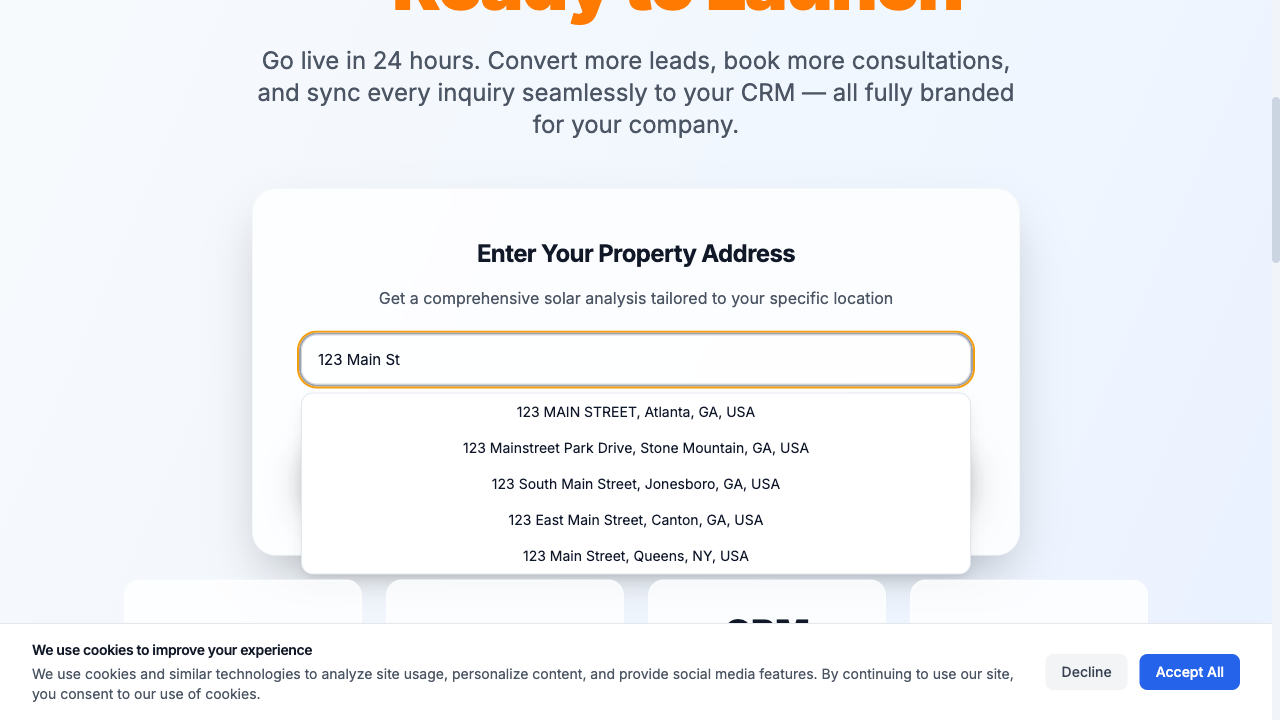 Ready to Launch
Go live in 24 hours. Convert more leads, book more consultations,
and sync every inquiry seamlessly to your CRM — all fully branded
for your company.
Enter Your Property Address
Get a comprehensive solar analysis tailored to your specific location
123 Main St
123 MAIN STREET, Atlanta, GA, USA
123 Mainstreet Park Drive, Stone Mountain, GA, USA
123 South Main Street, Jonesboro, GA, USA
123 East Main Street, Canton, GA, USA
123 Main Street, Queens, NY, USA
CRM
We use cookies to improve your experience
We use cookies and similar technologies to analyze site usage, personalize content, and provide social media features. By continuing to use our site,
you consent to our use of cookies.
Decline
Accept All